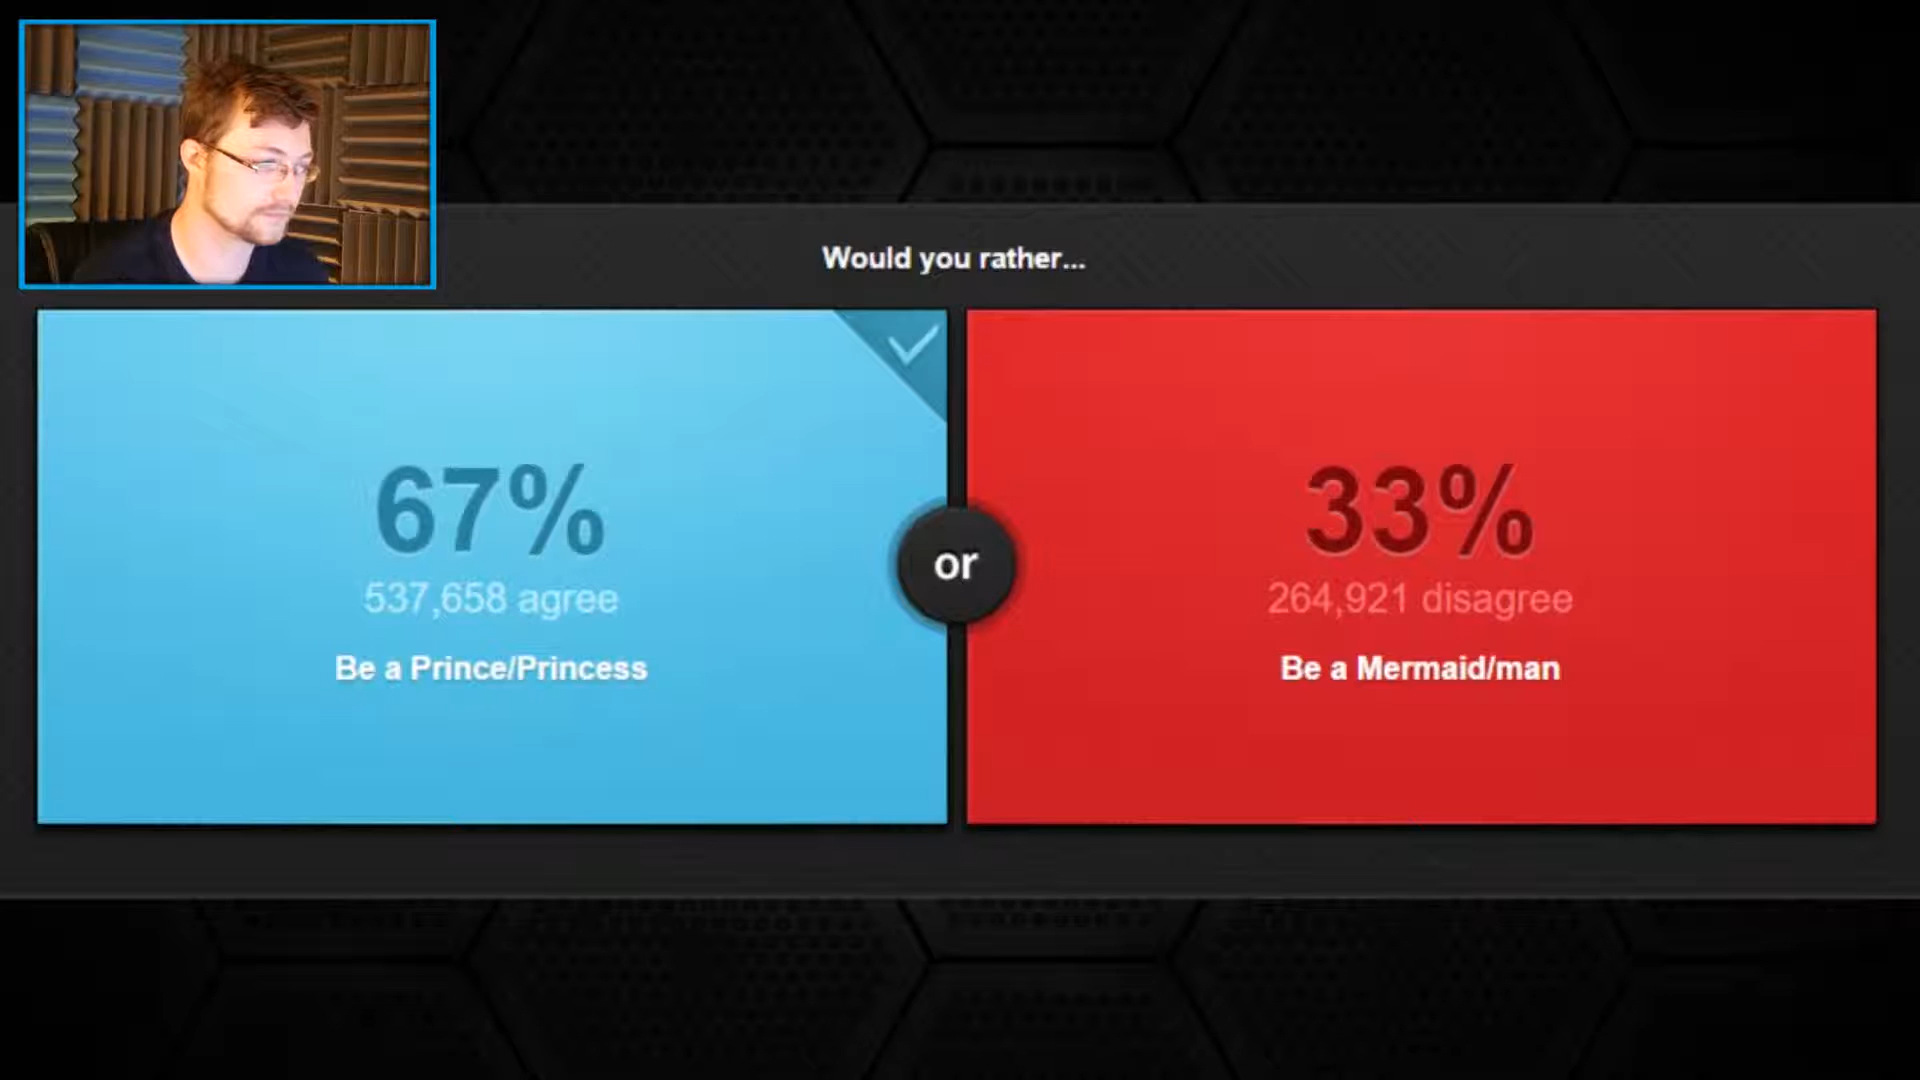 Would you rather...
67%
537,658 agree
Be a Prince/Princess
or
33%
264,921 disagree
Be a Mermaid/man